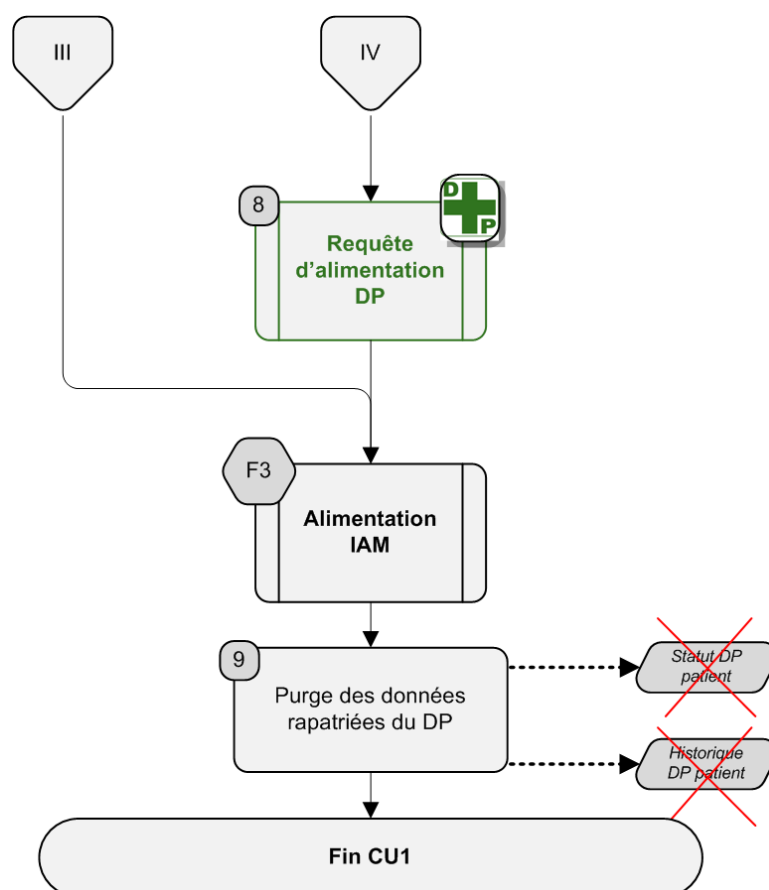 III
IV
8
D
P
Requête
d'alimentation
DP
F3
Alimentation
IAM
9
Purge des données
rapatriées du DP
Statut DP
patient
Historique
DP patient
Fin CU1